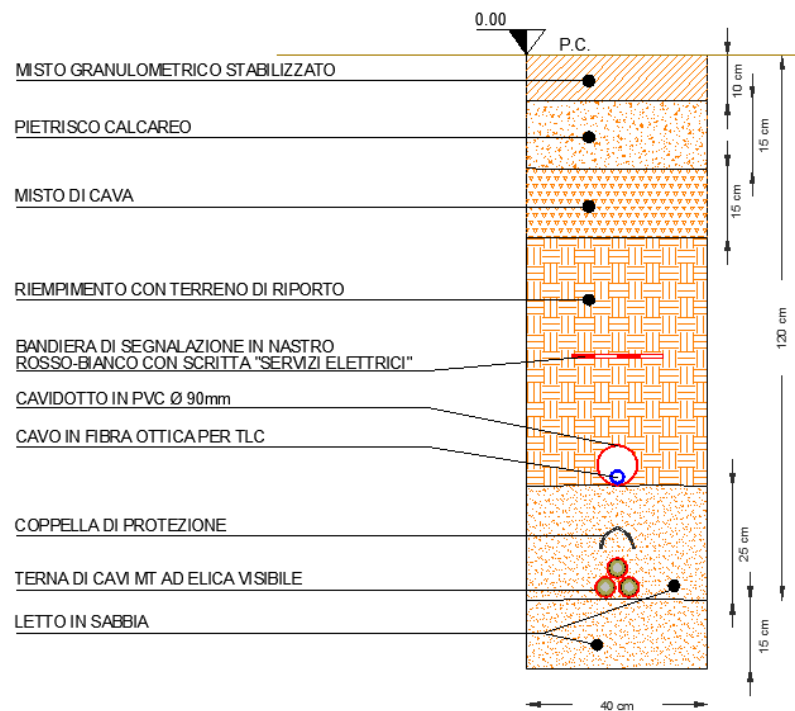 0.00
P.C.
MISTO GRANULOMETRICO STABILIZZATO
10 cm
PIETRISCO CALCAREO
15 cm
MISTO DI CAVA
15 cm
RIEMPIMENTO CON TERRENO DI RIPORTO
120 cm
BANDIERA DI SEGNALAZIONE IN NASTRO
ROSSO-BIANCO CON SCRITTA "SERVIZI ELETTRICI"
CAVIDOTTO IN PVC Ø 90mm
CAVO IN FIBRA OTTICA PER TLC
COPPELLA DI PROTEZIONE
25 cm
TERNA DI CAVI MT AD ELICA VISIBILE
LETTO IN SABBIA
15 cm
40 cm